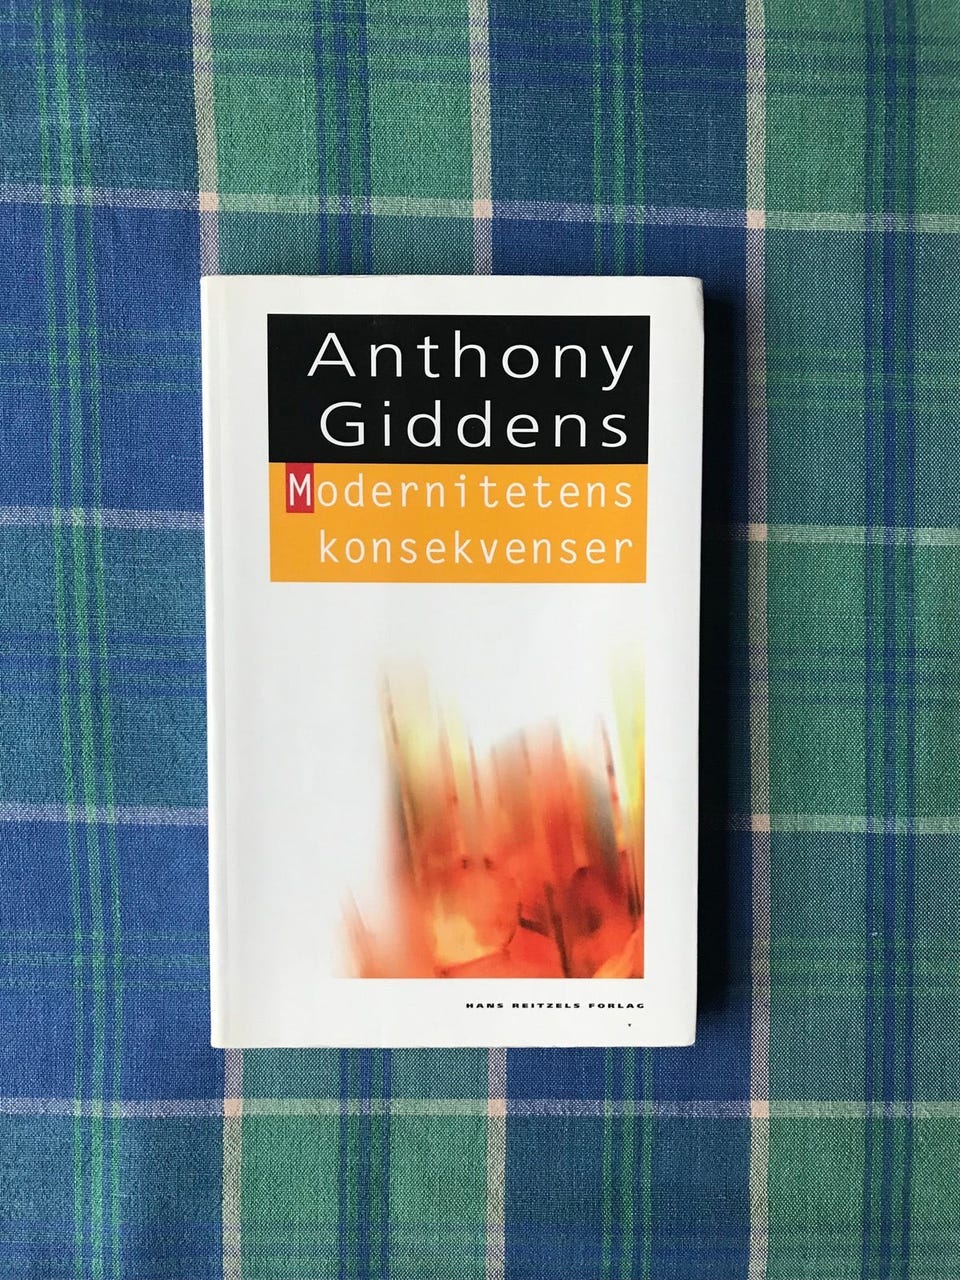 Anthony
Giddens
Modernitetens
konsekvenser
HANS REITZELS FORLAG